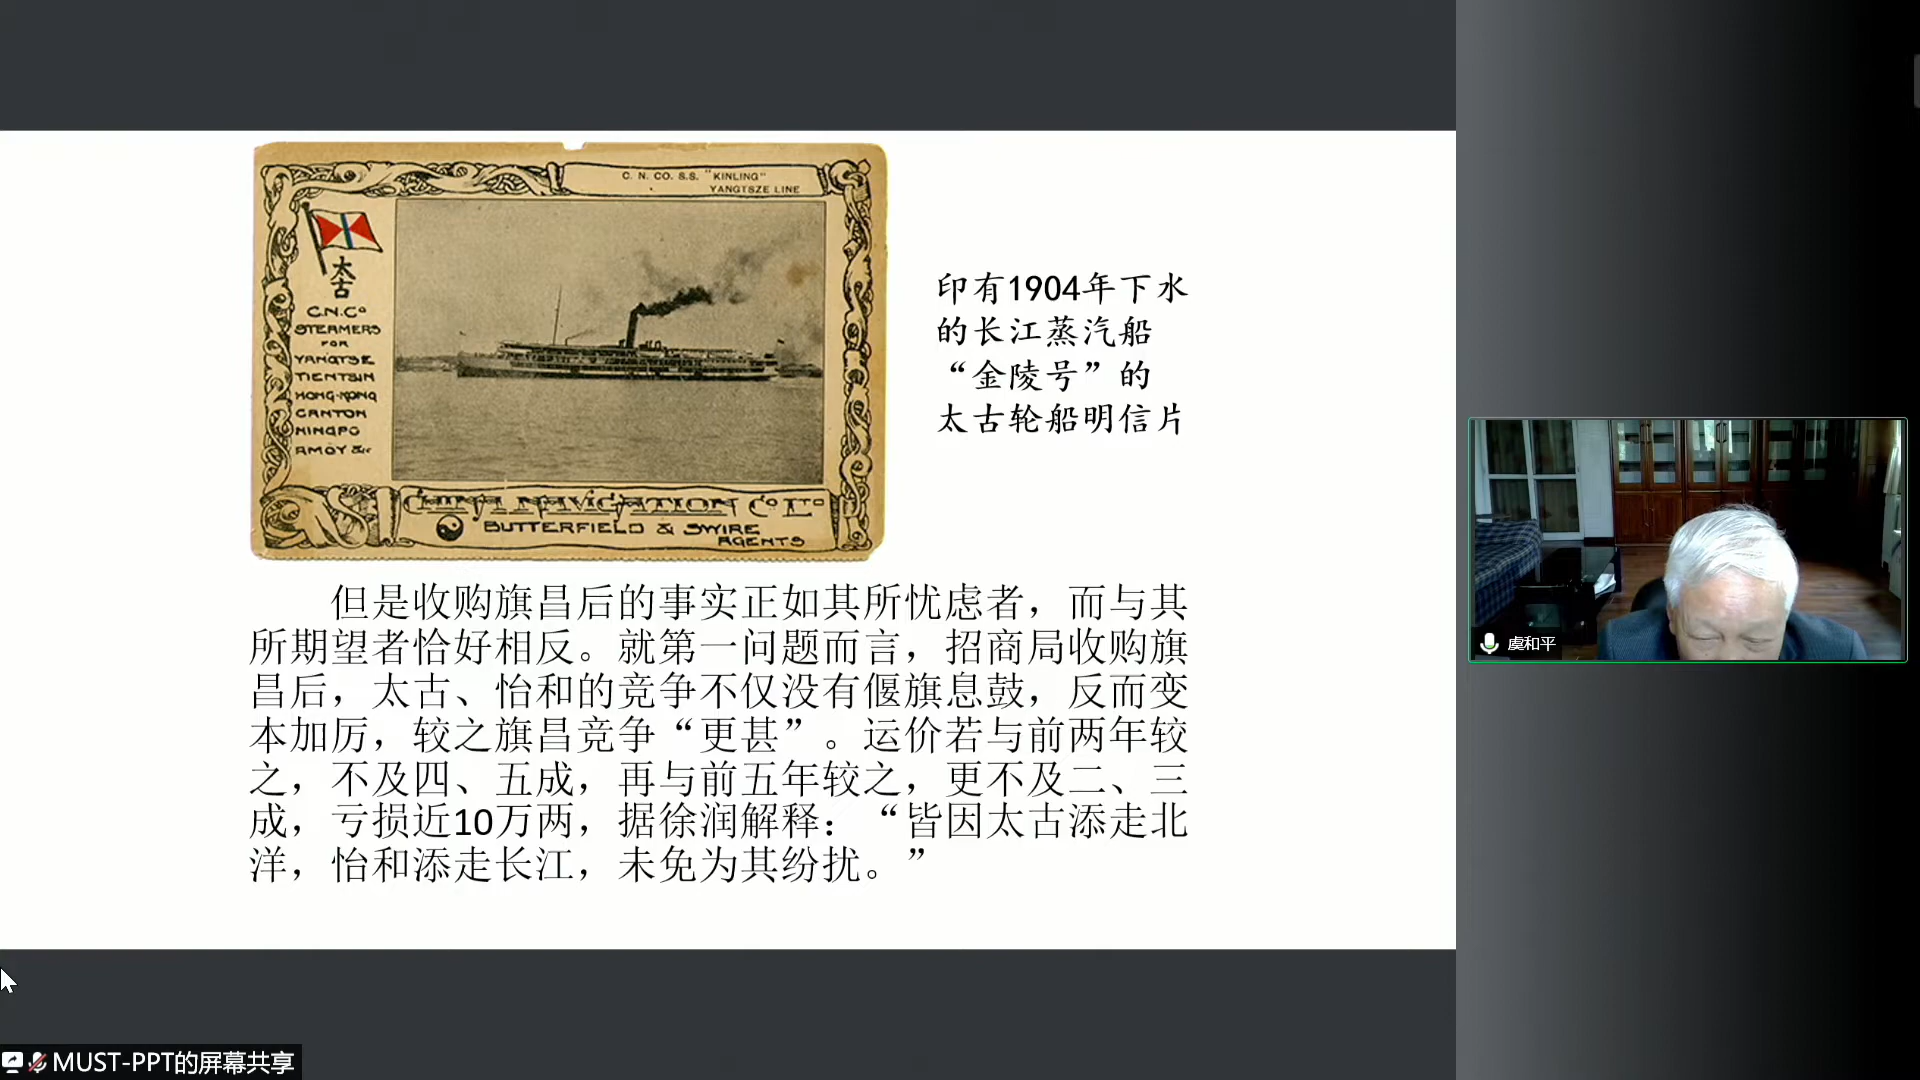 C. N. CO. S.S. "KINLING"
YANGTSZE LINE
太古
C.N.Co
STEAMERS
FOR
YANGTSE
TIENTSIN
HONG-KONG
CANTON
NINGPO
AMOY &c
CHINA NAVIGATION Co LTD
BUTTERFIELD & SWIRE
AGENTS
印有1904年下水
的长江蒸汽船
“金陵号”的
太古轮船明信片
但是收购旗昌后的事实正如其所忧虑者，而与其
所期望者恰好相反。就第一问题而言，招商局收购旗
昌后，太古、怡和的竞争不仅没有偃旗息鼓，反而变
本加厉，较之旗昌竞争“更甚”。运价若与前两年较
之，不及四、五成，再与前五年较之，更不及二、三
成，亏损近10万两，据徐润解释：“皆因太古添走北
洋，怡和添走长江，未免为其纷扰。”
虞和平
MUST-PPT的屏幕共享